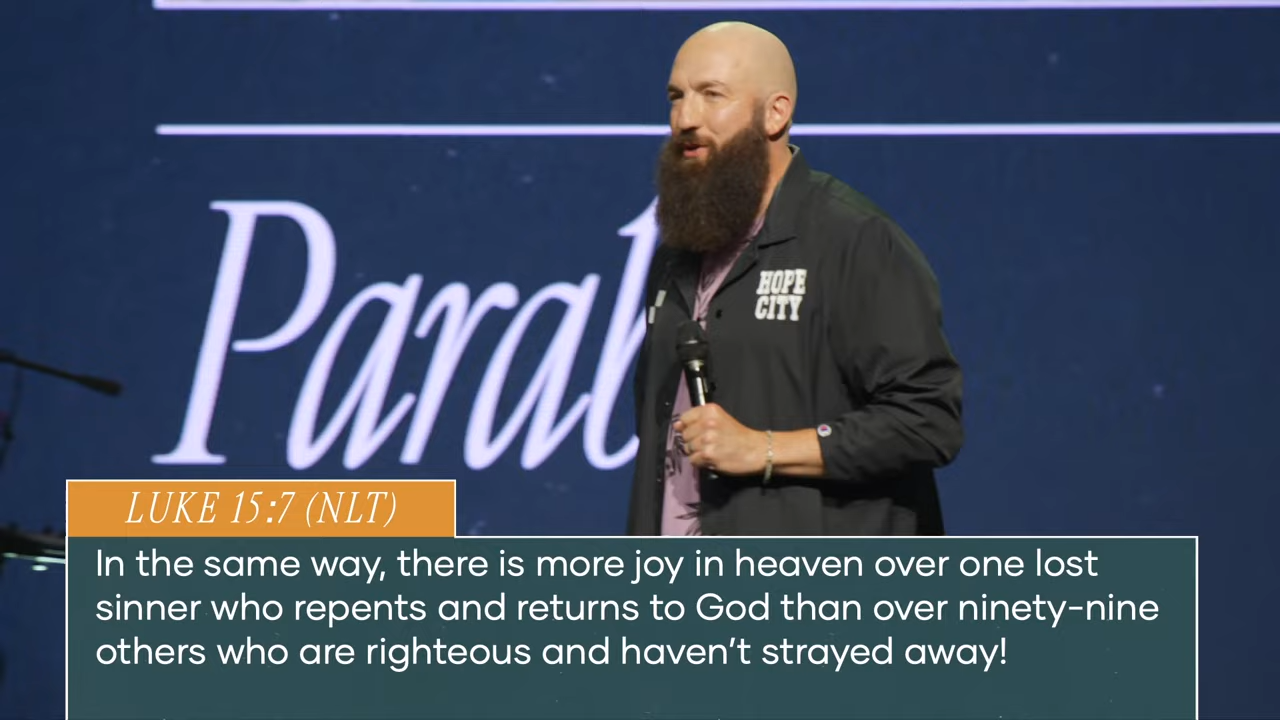 Paral
HOPE
CITY
LUKE 15:7 (NLT)
In the same way, there is more joy in heaven over one lost
sinner who repents and returns to God than over ninety-nine
others who are righteous and haven't strayed away!